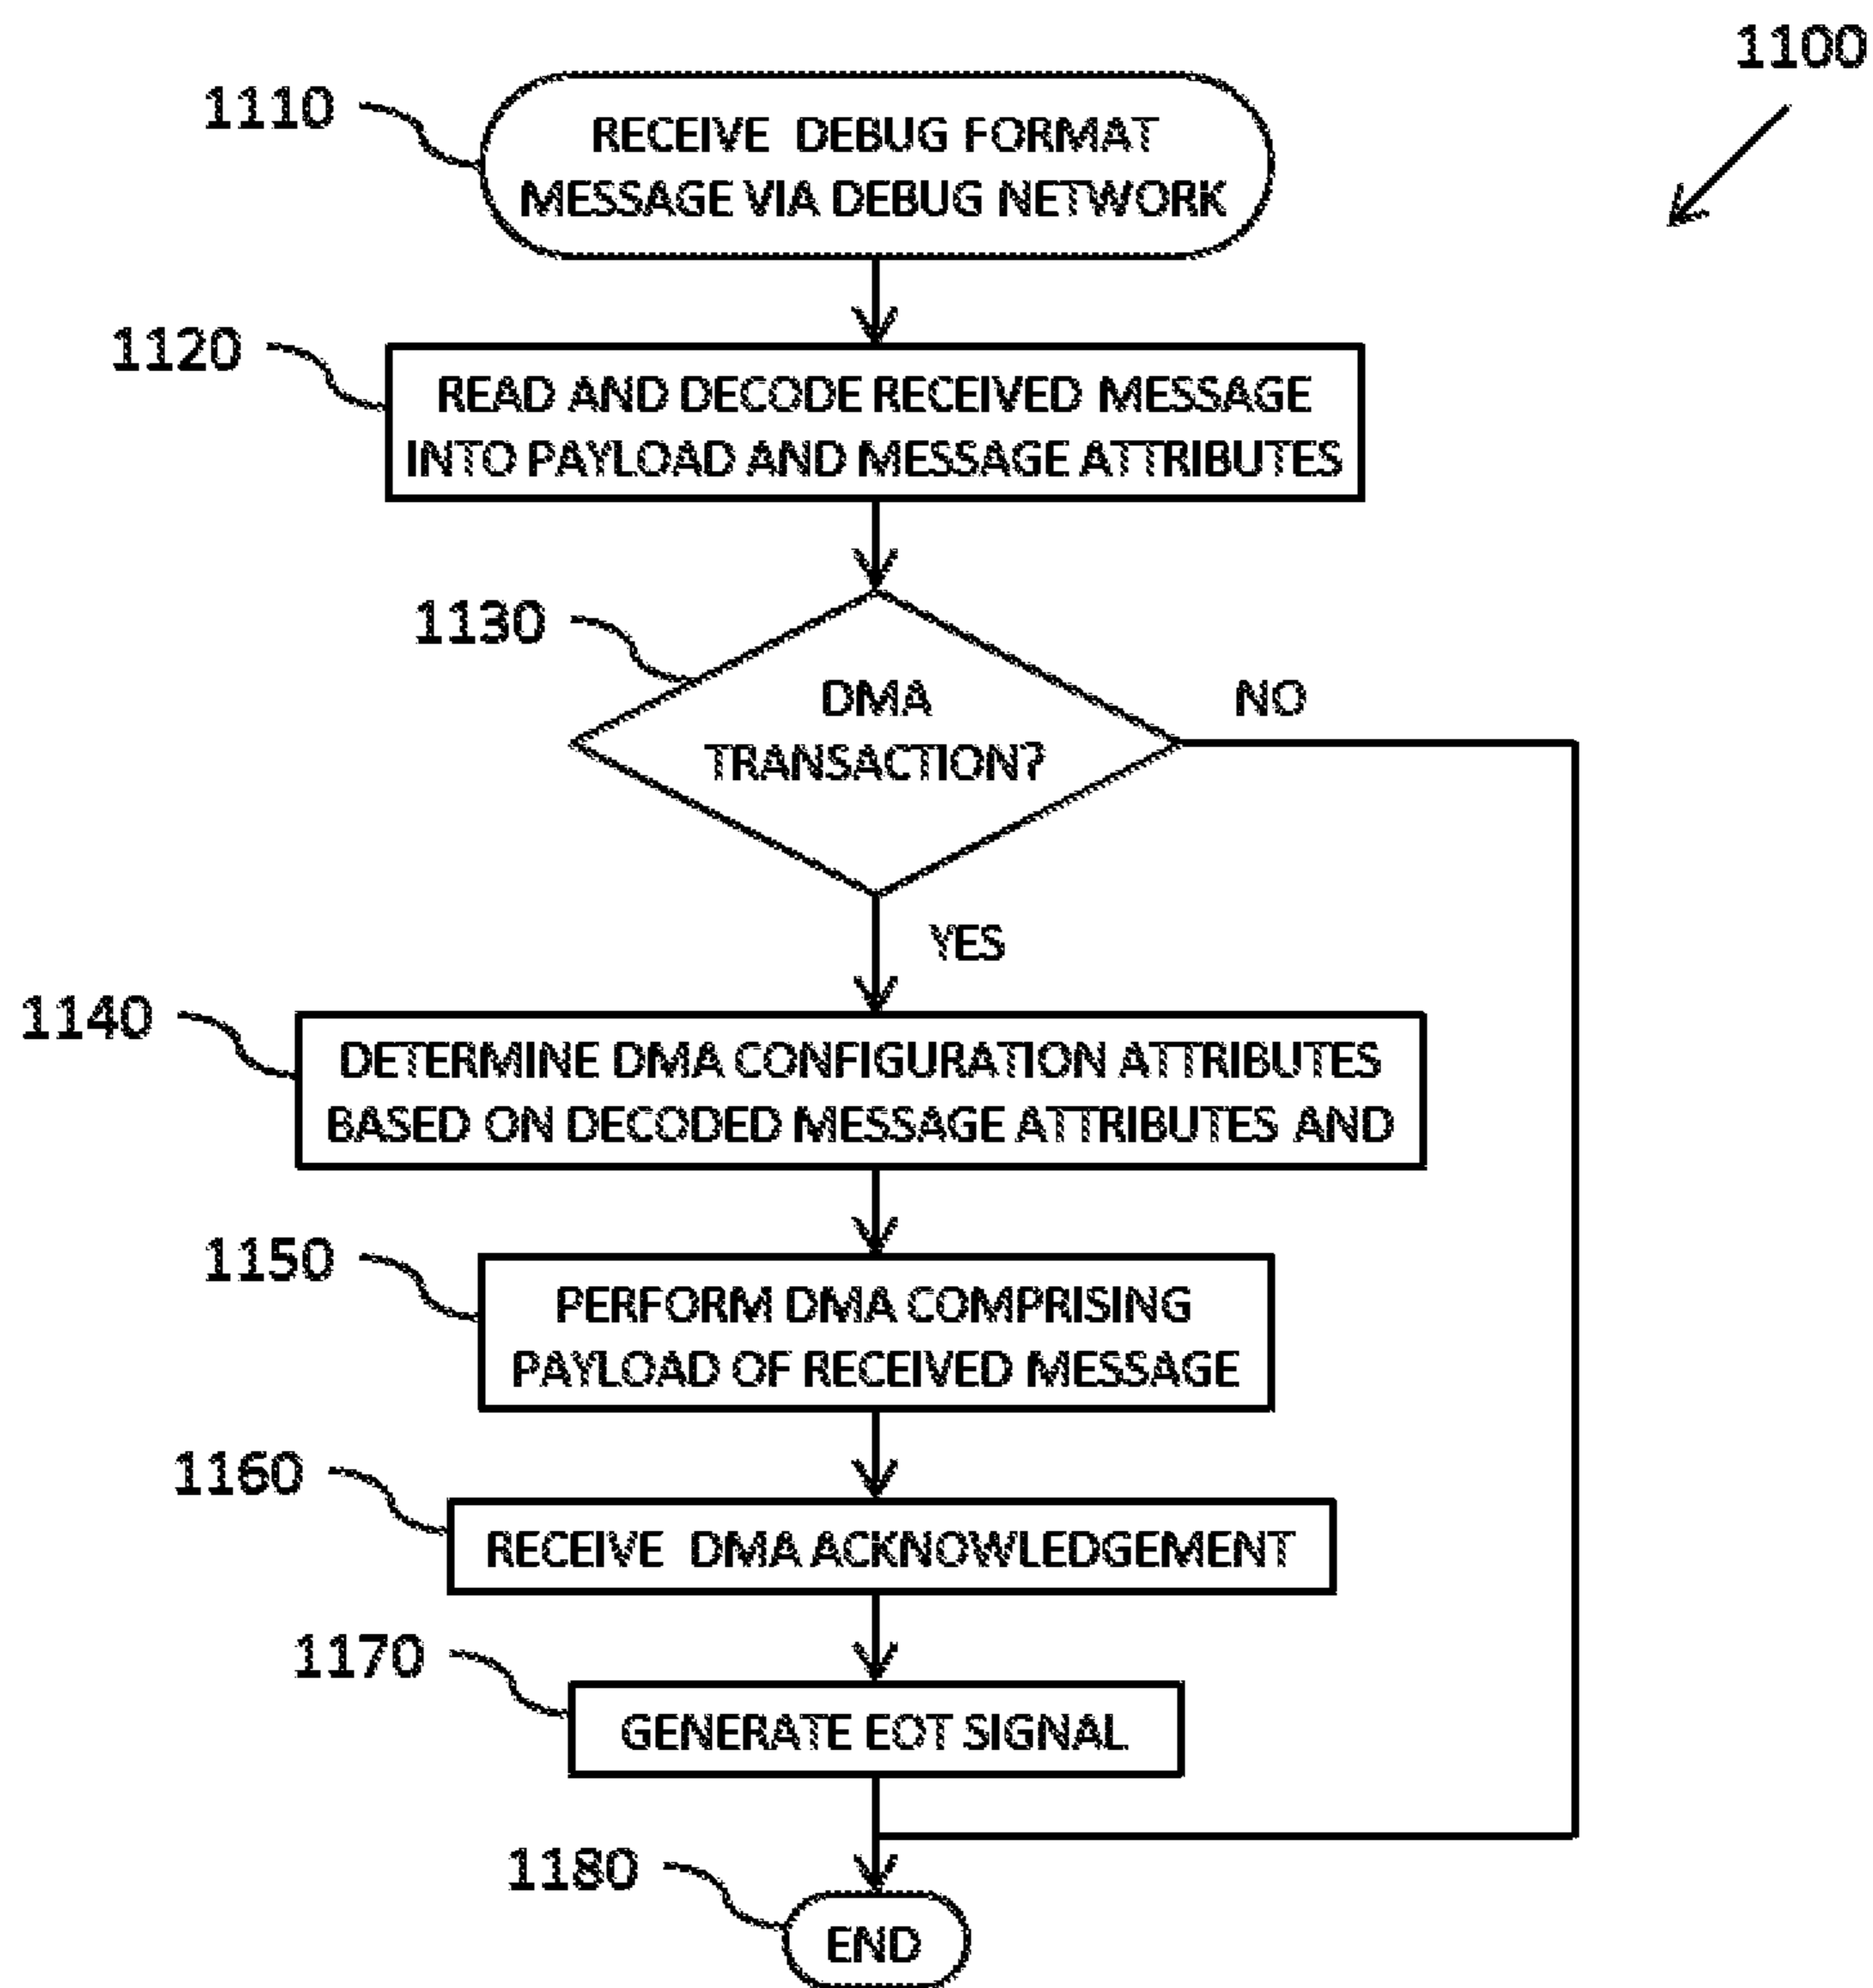 1100
1110
RECEIVE DEBUG FORMAT
MESSAGE VIA DEBUG NETWORK
1120
READ AND DECODE RECEIVED MESSAGE
INTO PAYLOAD AND MESSAGE ATTRIBUTES
1130
DMA
TRANSACTION?
NO
YES
1140
DETERMINE DMA CONFIGURATION ATTRIBUTES
BASED ON DECODED MESSAGE ATTRIBUTES AND
1150
PERFORM DMA COMPRISING
PAYLOAD OF RECEIVED MESSAGE
1160
RECEIVE DMA ACKNOWLEDGEMENT
1170
GENERATE EOT SIGNAL
1180
END